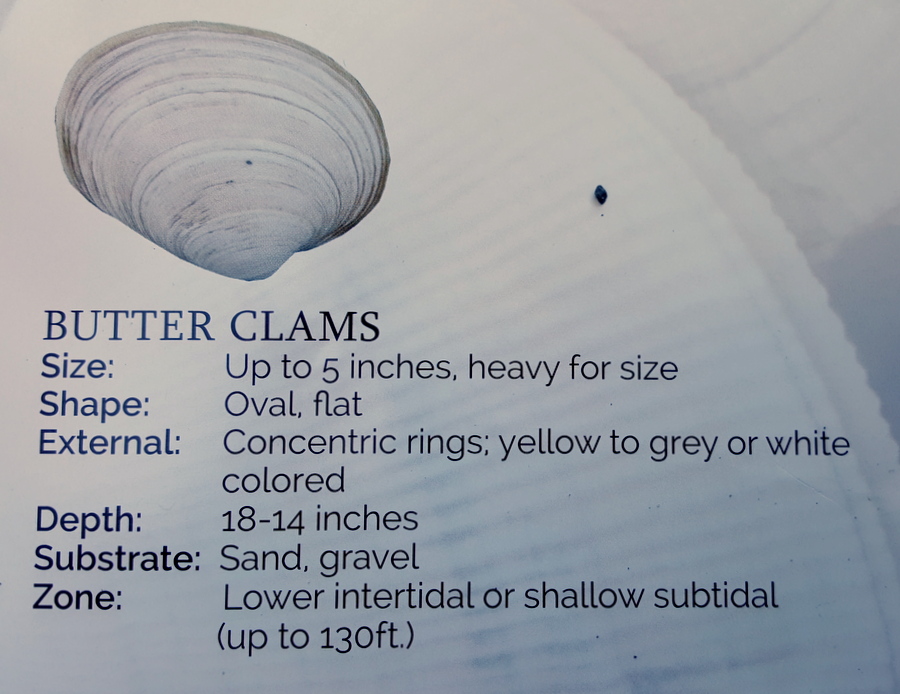 BUTTER CLAMS
Size: Up to 5 inches, heavy for size
Shape: Oval, flat
External: Concentric rings; yellow to grey or white
colored
Depth: 18-14 inches
Substrate: Sand, gravel
Zone: Lower intertidal or shallow subtidal
(up to 130ft.)